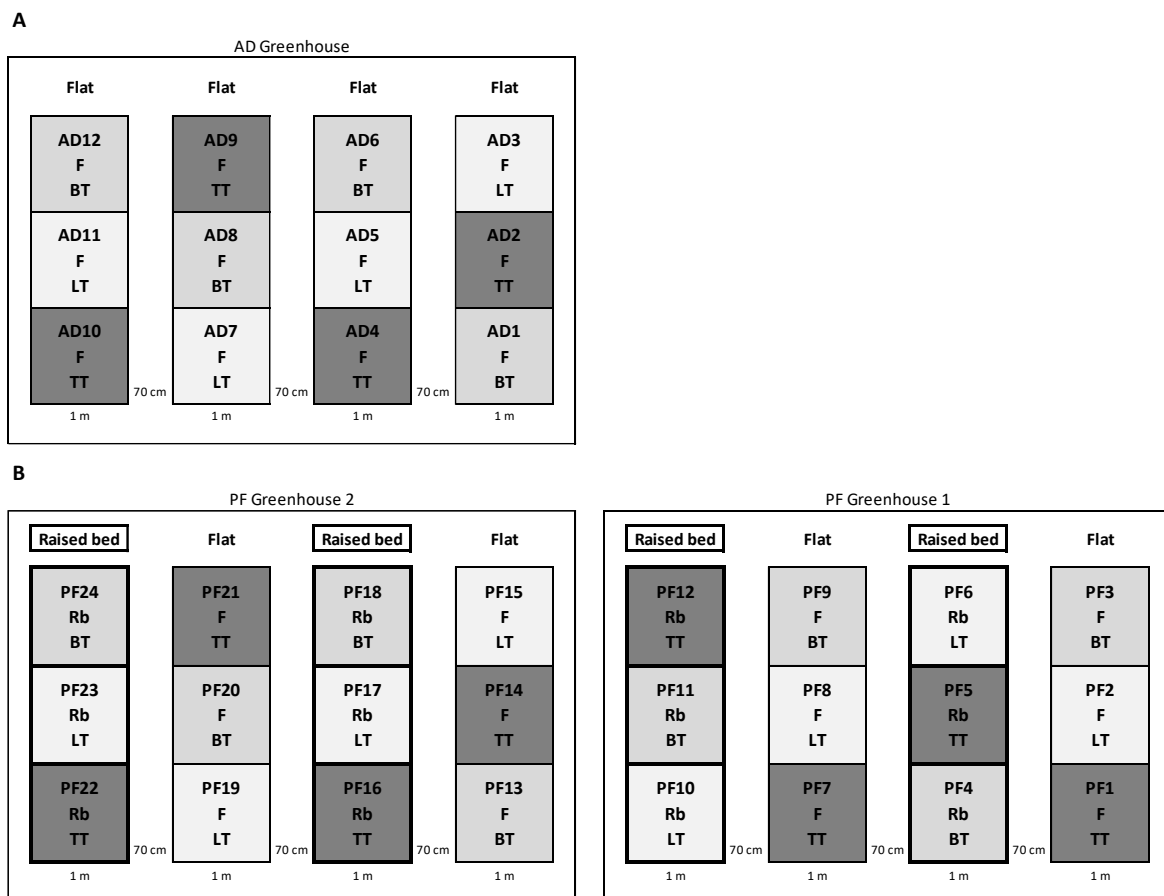 A
AD Greenhouse
Flat Flat Flat Flat
AD12 AD9 AD6 AD3
F F F F
BT TT BT LT
AD11 AD8 AD5 AD2
F F F F
LT BT LT TT
AD10 AD7 AD4 AD1
F F F F
TT LT TT BT
70 cm 70 cm 70 cm
1 m 1 m 1 m 1 m
B
PF Greenhouse 2
Raised bed Flat Raised bed Flat
PF24 PF21 PF18 PF15
Rb F Rb F
BT TT BT LT
PF23 PF20 PF17 PF14
Rb F Rb F
LT BT LT TT
PF22 PF19 PF16 PF13
Rb F Rb F
TT LT TT BT
70 cm 70 cm 70 cm
1 m 1 m 1 m 1 m
PF Greenhouse 1
Raised bed Flat Raised bed Flat
PF12 PF9 PF6 PF3
Rb F Rb F
TT BT LT BT
PF11 PF8 PF5 PF2
Rb F Rb F
BT LT TT LT
PF10 PF7 PF4 PF1
Rb F Rb F
LT TT BT TT
70 cm 70 cm 70 cm
1 m 1 m 1 m 1 m